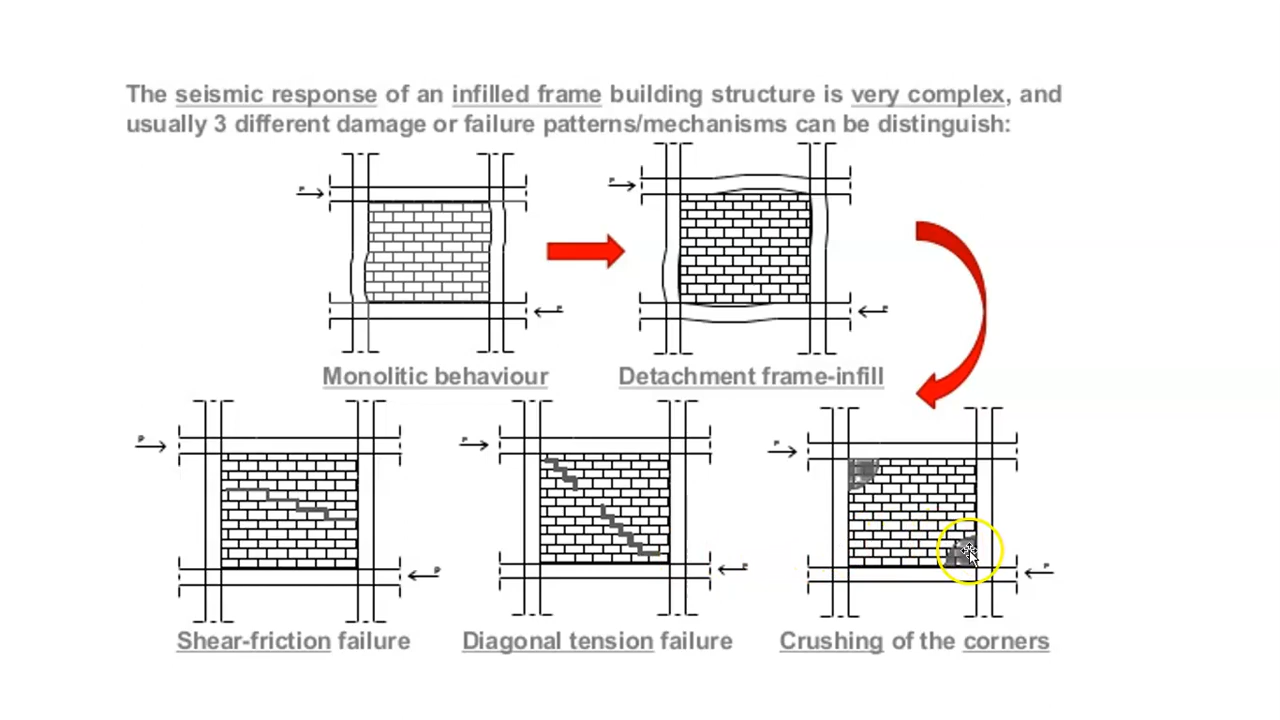 The seismic response of an infilled frame building structure is very complex, and
usually 3 different damage or failure patterns/mechanisms can be distinguish:
P
P
P
P
Monolitic behaviour
Detachment frame-infill
P
P
P
P
P
P
Shear-friction failure
Diagonal tension failure
Crushing of the corners